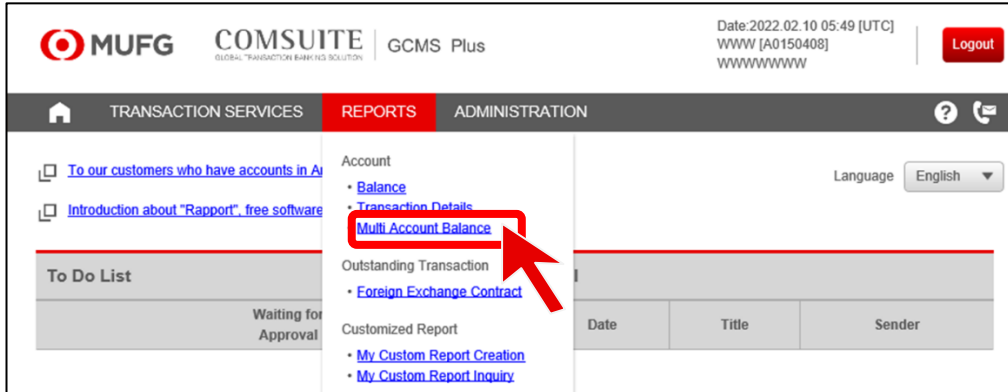 MUFG
COMSUITE
GLOBAL TRANSACTION BANKING SOLUTION
GCMS Plus
Date:2022.02.10 05:49 [UTC]
WWW [A0150408]
WWWWWWW
Logout
TRANSACTION SERVICES
REPORTS
ADMINISTRATION
?
To our customers who have accounts in A
Introduction about "Rapport", free software
Language
English
Account
• Balance
• Transaction Details
• Multi Account Balance
Outstanding Transaction
• Foreign Exchange Contract
Customized Report
• My Custom Report Creation
• My Custom Report Inquiry
To Do List
Waiting for
Approval
Date
Title
Sender